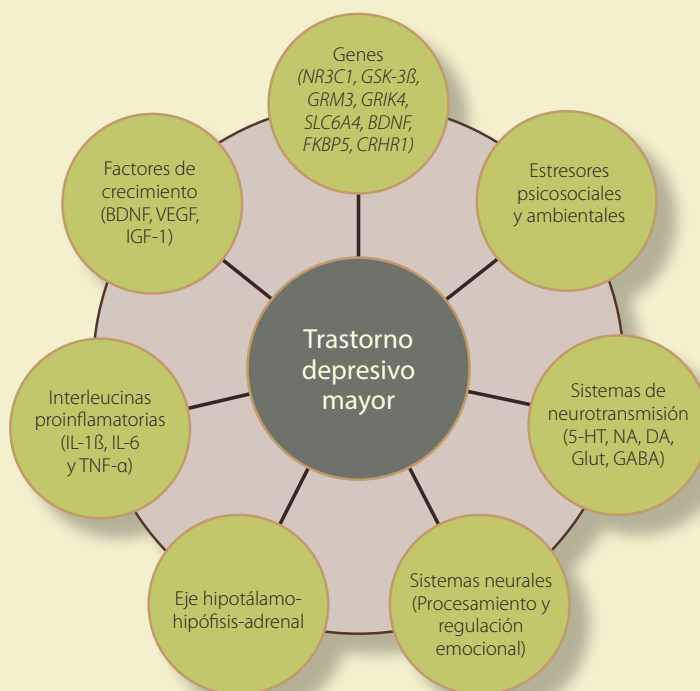 Genes
(NR3C1, GSK-3ß,
GRM3, GRIK4,
SLC6A4, BDNF,
FKBP5, CRHR1)
Estresores
psicosociales
y ambientales
Sistemas de
neurotransmisión
(5-HT, NA, DA,
Glut, GABA)
Sistemas neurales
(Procesamiento y
regulación
emocional)
Eje hipotálamo-
hipófisis-adrenal
Interleucinas
proinflamatorias
(IL-1ß, IL-6
y TNF-α)
Factores de
crecimiento
(BDNF, VEGF,
IGF-1)
Trastorno
depresivo
mayor